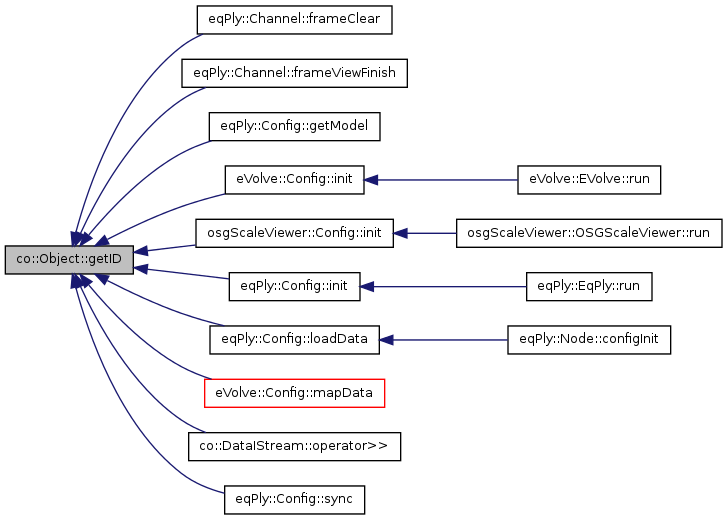 eqPly::Channel::frameClear
eqPly::Channel::frameViewFinish
eqPly::Config::getModel
eVolve::Config::init
eVolve::EVolve::run
osgScaleViewer::Config::init
osgScaleViewer::OSGScaleViewer::run
co::Object::getID
eqPly::Config::init
eqPly::EqPly::run
eqPly::Config::loadData
eqPly::Node::configInit
eVolve::Config::mapData
co::DataIStream::operator>>
eqPly::Config::sync